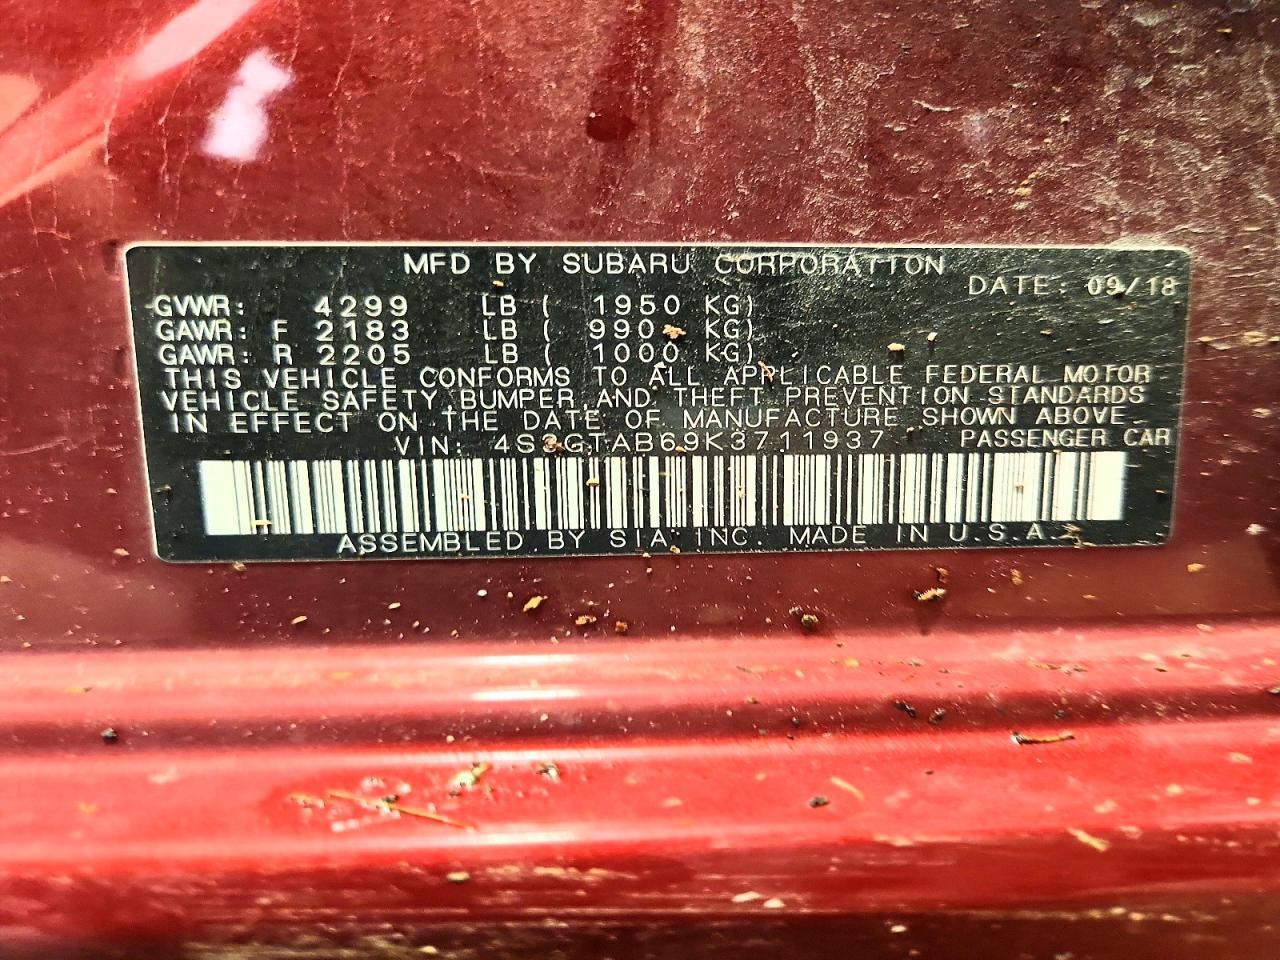 MFD BY SUBARU CORPORATION
DATE: 09/18
GVWR: 4299 LB ( 1950 KG)
GAWR: F 2183 LB ( 990 KG)
GAWR: R 2205 LB ( 1000 KG)
THIS VEHICLE CONFORMS TO ALL APPLICABLE FEDERAL MOTOR
VEHICLE SAFETY, BUMPER, AND THEFT PREVENTION STANDARDS
IN EFFECT ON THE DATE OF MANUFACTURE SHOWN ABOVE
VIN: 4S3GTAB69K3711937 PASSENGER CAR
ASSEMBLED BY SIA INC. MADE IN U.S.A.